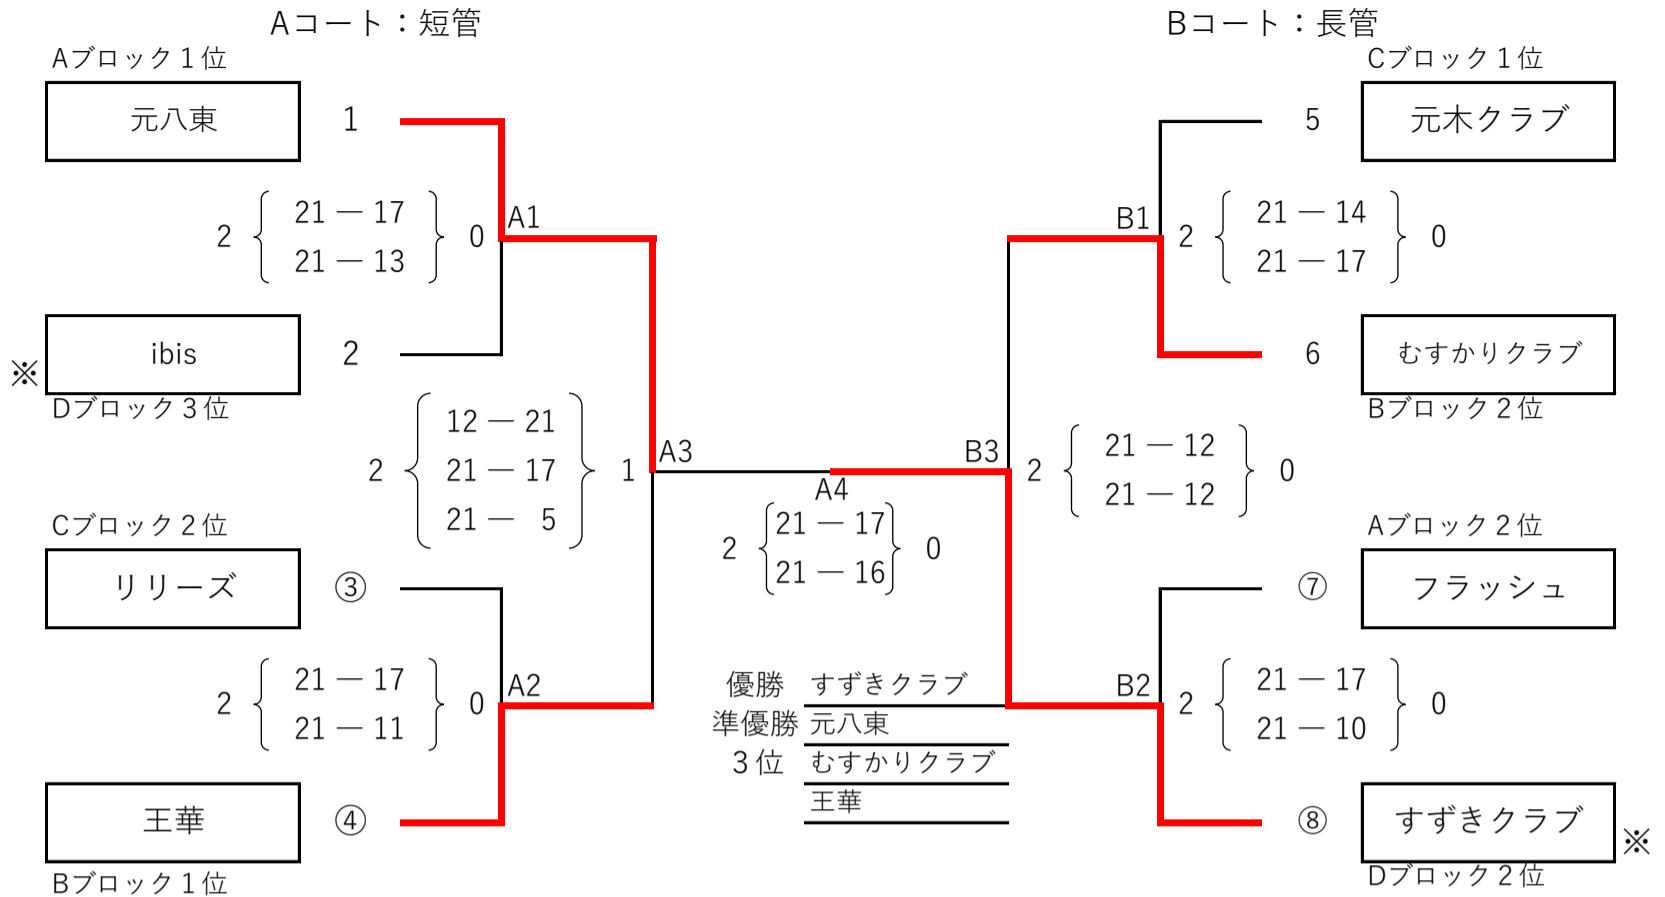 Aコート：短管
Bコート：長管
Aブロック１位
Cブロック１位
元八東
1
5
元木クラブ
A1
B1
2 21 — 17 0
21 — 13
2 21 — 14 0
21 — 17
※
ibis
2
6
むすかりクラブ
Dブロック３位
Bブロック２位
2 12 — 21 1
21 — 17
21 — 5
A3
B3
A4
2 21 — 12 0
21 — 12
2 21 — 17 0
21 — 16
Cブロック２位
Aブロック２位
リリーズ
③
⑦
フラッシュ
A2
B2
2 21 — 17 0
21 — 11
2 21 — 17 0
21 — 10
優勝 すずきクラブ
準優勝 元八東
３位 むすかりクラブ
王華
王華
④
⑧
すずきクラブ
※
Bブロック１位
Dブロック２位